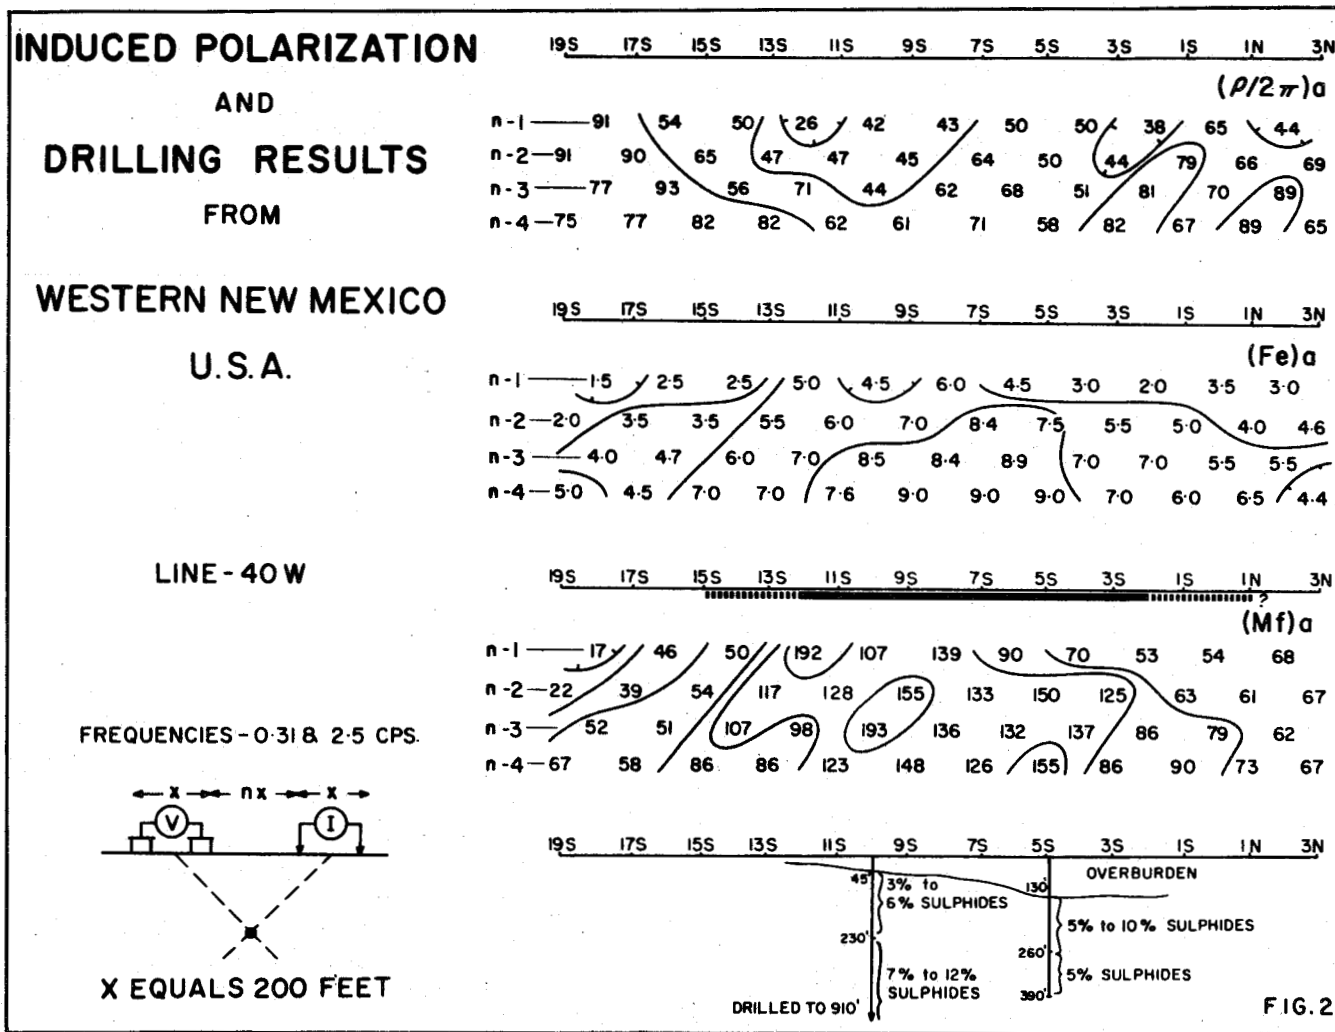 INDUCED POLARIZATION
AND
DRILLING RESULTS
FROM
WESTERN NEW MEXICO
U.S.A.
LINE-40W
FREQUENCIES-0·31 & 2·5 CPS.
x nx x
V I
X EQUALS 200 FEET
19S 17S 15S 13S 11S 9S 7S 5S 3S 1S 1N 3N
(ρ/2π)a
n-1 91 54 50 26 42 43 50 50 38 65 44
n-2 91 90 65 47 47 45 64 50 44 79 66 69
n-3 77 93 56 71 44 62 68 51 81 70 89
n-4 75 77 82 82 62 61 71 58 82 67 89 65
19S 17S 15S 13S 11S 9S 7S 5S 3S 1S 1N 3N
(Fe)a
n-1 1·5 2·5 2·5 5·0 4·5 6·0 4·5 3·0 2·0 3·5 3·0
n-2 2·0 3·5 3·5 5·5 6·0 7·0 8·4 7·5 5·5 5·0 4·0 4·6
n-3 4·0 4·7 6·0 7·0 8·5 8·4 8·9 7·0 7·0 5·5 5·5
n-4 5·0 4·5 7·0 7·0 7·6 9·0 9·0 9·0 7·0 6·0 6·5 4·4
19S 17S 15S 13S 11S 9S 7S 5S 3S 1S 1N 3N
?
(Mf)a
n-1 17 46 50 192 107 139 90 70 53 54 68
n-2 22 39 54 117 128 155 133 150 125 63 61 67
n-3 52 51 107 98 193 136 132 137 86 79 62
n-4 67 58 86 86 123 148 126 155 86 90 73 67
19S 17S 15S 13S 11S 9S 7S 5S 3S 1S 1N 3N
OVERBURDEN
45' 3% to 6% SULPHIDES
130'
5% to 10% SULPHIDES
230'
260'
7% to 12% SULPHIDES
5% SULPHIDES
390'
DRILLED TO 910'
FIG. 2